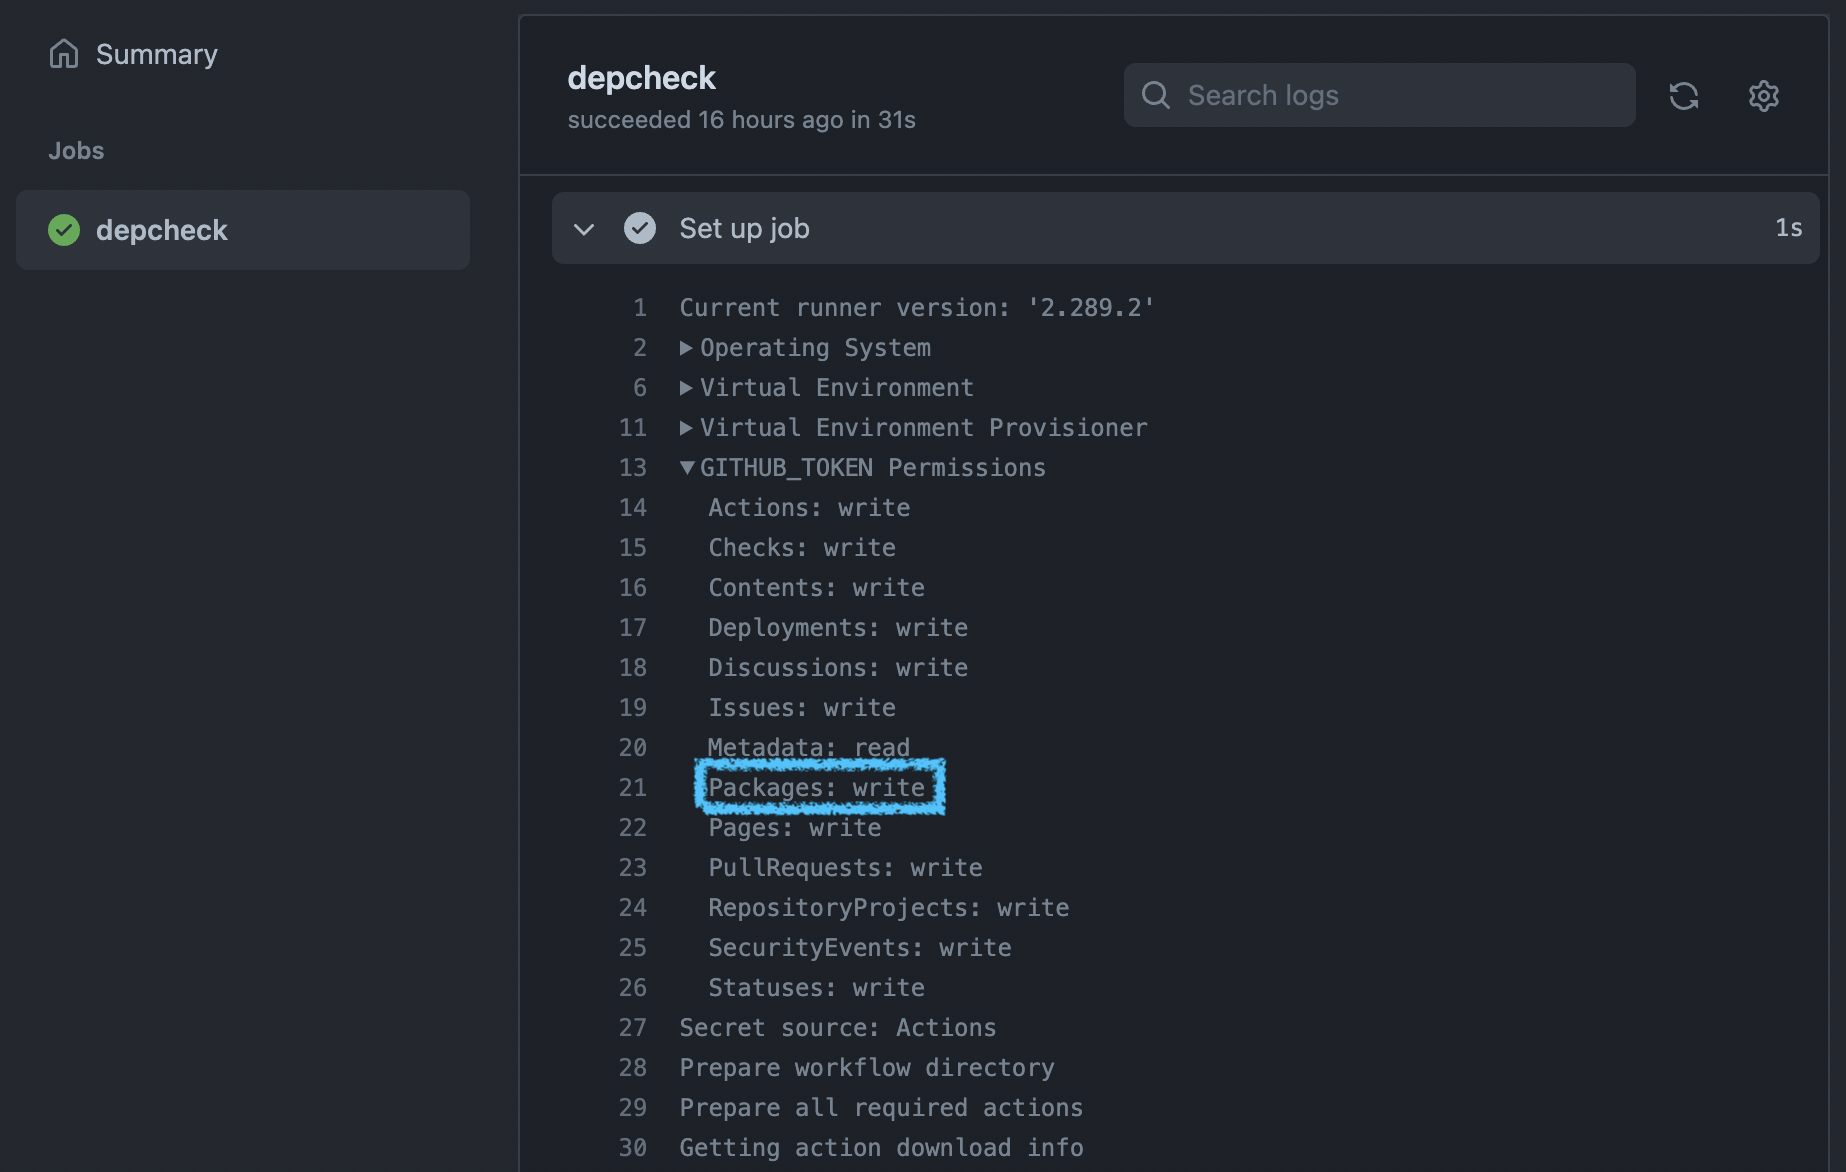 Summary
Jobs
depcheck
depcheck
succeeded 16 hours ago in 31s
Search logs
Set up job 1s
1 Current runner version: '2.289.2'
2 Operating System
6 Virtual Environment
11 Virtual Environment Provisioner
13 GITHUB_TOKEN Permissions
14 Actions: write
15 Checks: write
16 Contents: write
17 Deployments: write
18 Discussions: write
19 Issues: write
20 Metadata: read
21 Packages: write
22 Pages: write
23 PullRequests: write
24 RepositoryProjects: write
25 SecurityEvents: write
26 Statuses: write
27 Secret source: Actions
28 Prepare workflow directory
29 Prepare all required actions
30 Getting action download info